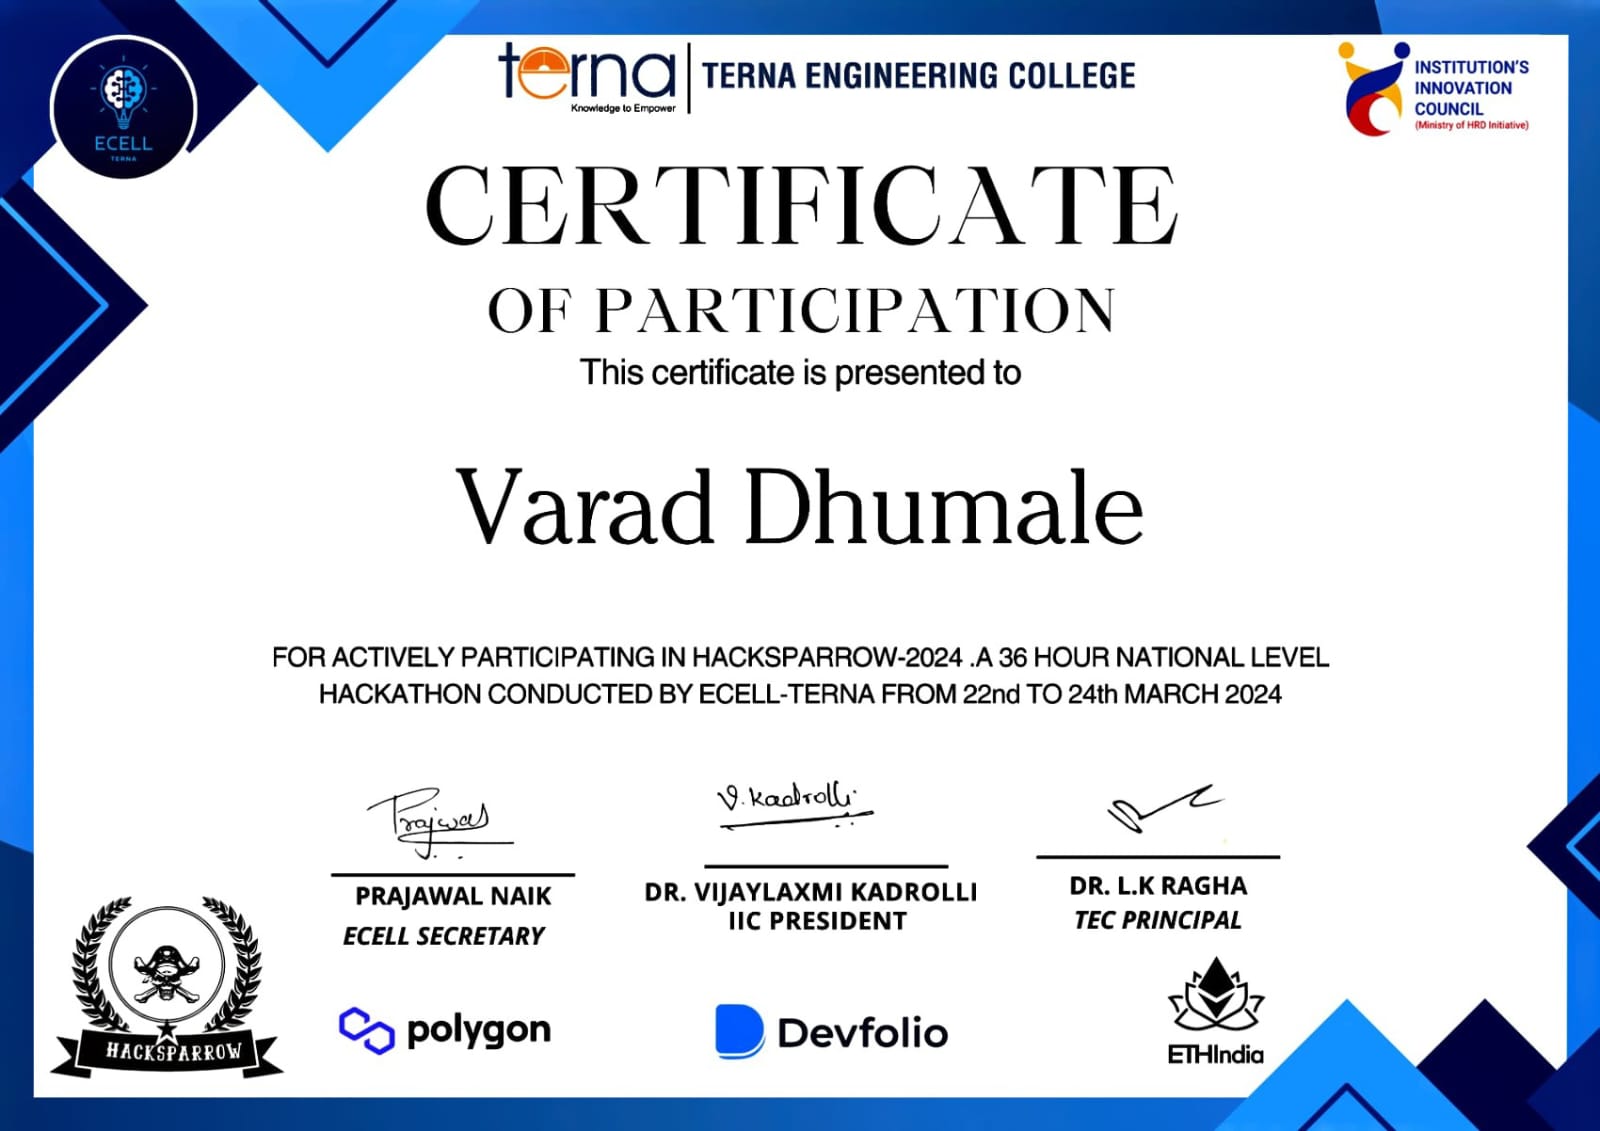 ECELL
TERNA
terna
Knowledge to Empower
TERNA ENGINEERING COLLEGE
INSTITUTION'S
INNOVATION
COUNCIL
(Ministry of HRD Initiative)
CERTIFICATE
OF PARTICIPATION
This certificate is presented to
Varad Dhumale
FOR ACTIVELY PARTICIPATING IN HACKSPARROW-2024 .A 36 HOUR NATIONAL LEVEL
HACKATHON CONDUCTED BY ECELL-TERNA FROM 22nd TO 24th MARCH 2024
Prajwal
V. Kadrolli
PRAJAWAL NAIK
ECELL SECRETARY
DR. VIJAYLAXMI KADROLLI
IIC PRESIDENT
DR. L.K RAGHA
TEC PRINCIPAL
HACKSPARROW
polygon
Devfolio
ETHIndia